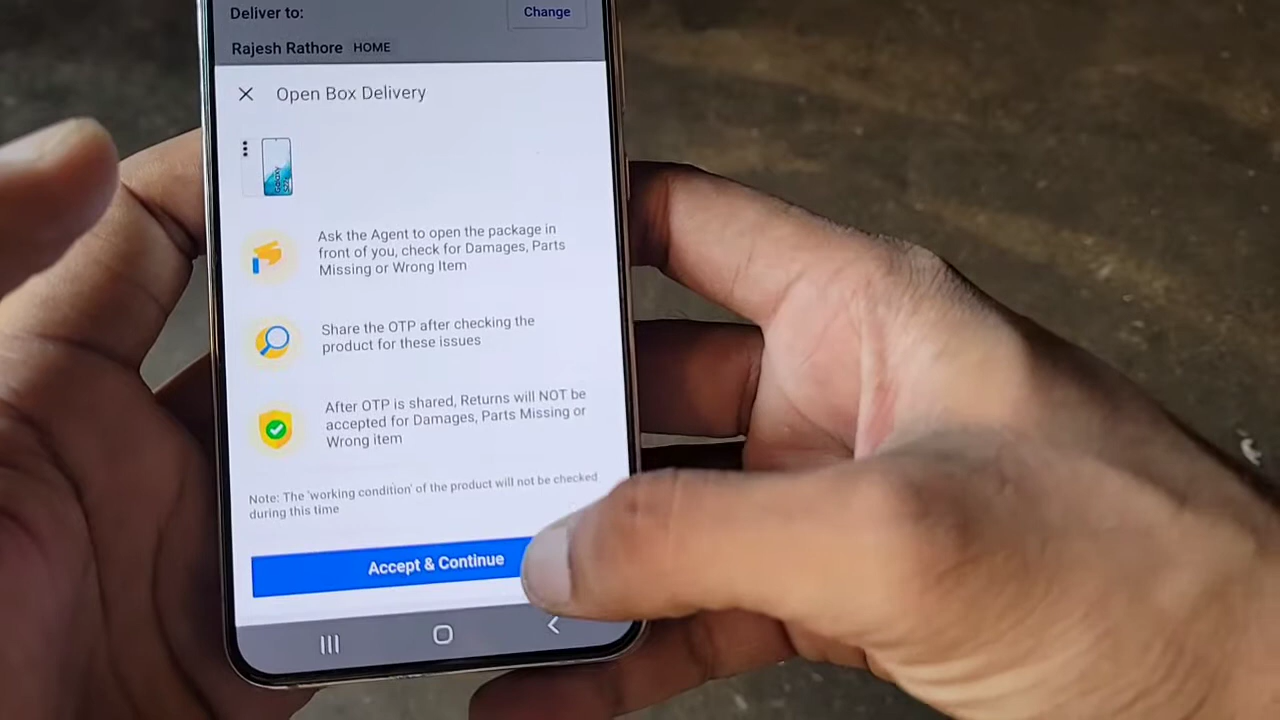 Deliver to:
Change
Rajesh Rathore HOME
Open Box Delivery
Ask the Agent to open the package in
front of you, check for Damages, Parts
Missing or Wrong Item
Share the OTP after checking the
product for these issues
After OTP is shared, Returns will NOT be
accepted for Damages, Parts Missing or
Wrong item
Note: The 'working condition' of the product will not be checked
during this time
Accept & Continue